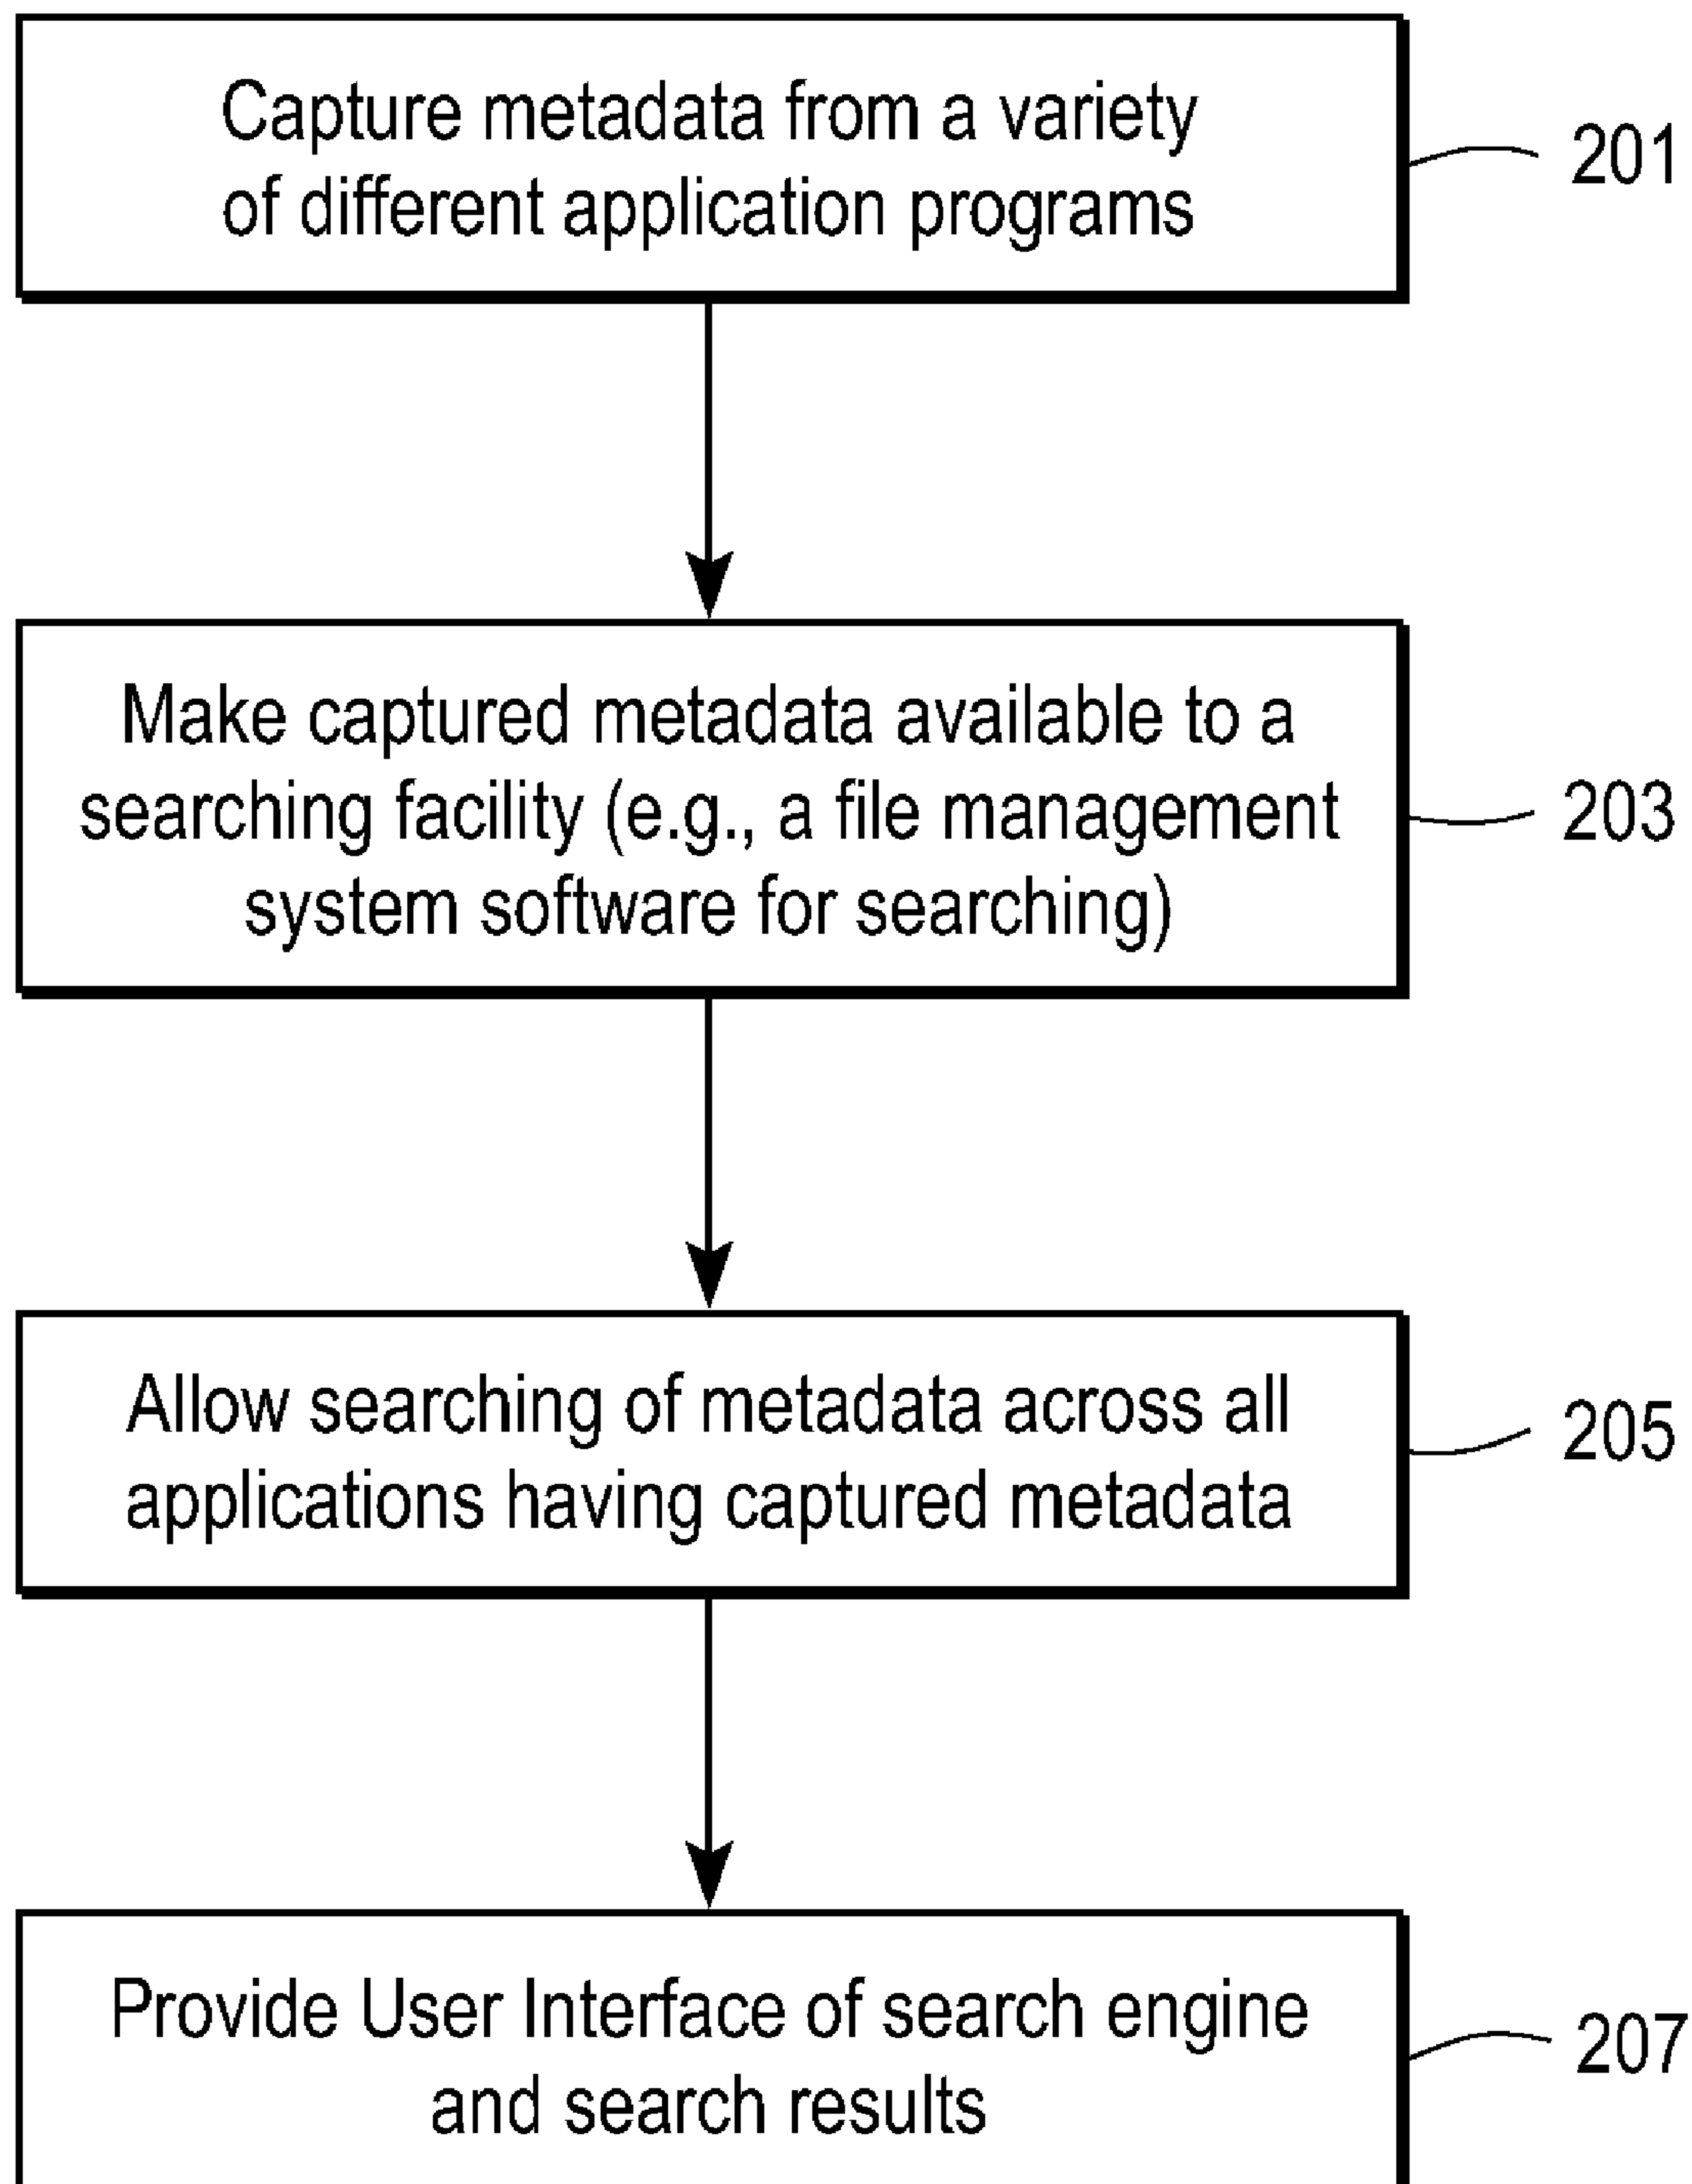 Capture metadata from a variety
of different application programs
201
Make captured metadata available to a
searching facility (e.g., a file management
system software for searching)
203
Allow searching of metadata across all
applications having captured metadata
205
Provide User Interface of search engine
and search results
207